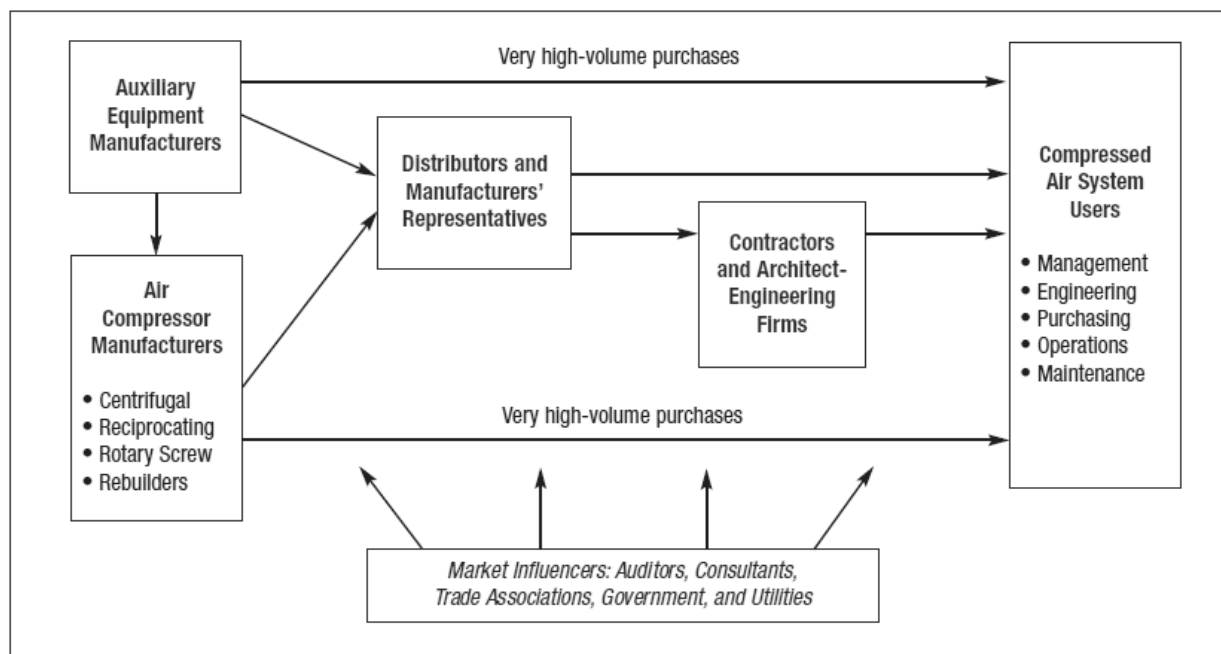 Very high-volume purchases
Auxiliary
Equipment
Manufacturers
Distributors and
Manufacturers'
Representatives
Contractors
and Architect-
Engineering
Firms
Compressed
Air System
Users
• Management
• Engineering
• Purchasing
• Operations
• Maintenance
Air
Compressor
Manufacturers
• Centrifugal
• Reciprocating
• Rotary Screw
• Rebuilders
Very high-volume purchases
Market Influencers: Auditors, Consultants,
Trade Associations, Government, and Utilities